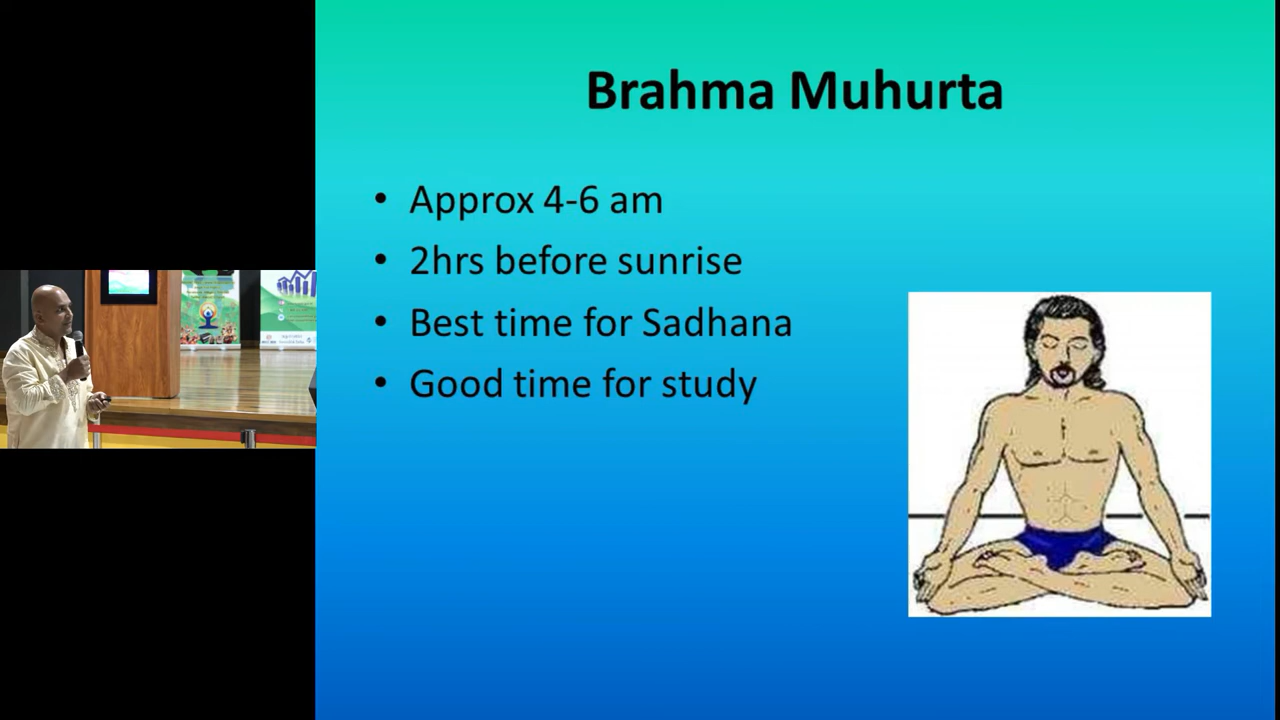 Brahma Muhurta
• Approx 4-6 am
• 2hrs before sunrise
• Best time for Sadhana
• Good time for study